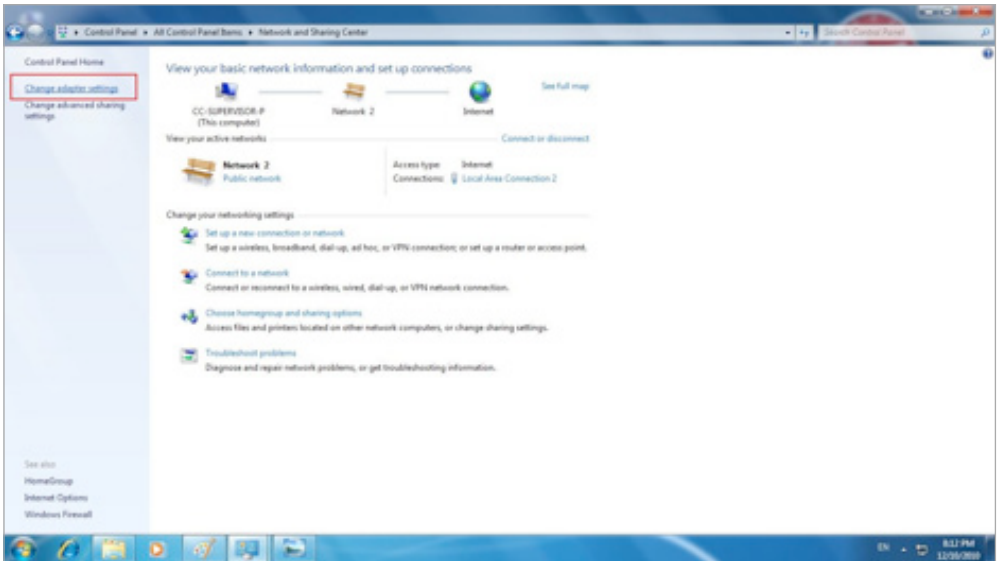 Control Panel ▸ All Control Panel Items ▸ Network and Sharing Center
Search Control Panel
Control Panel Home
Change adapter settings
Change advanced sharing
settings
View your basic network information and set up connections
See full map
CC-SUPERVISOR-P
(This computer)
Network 2
Internet
View your active networks
Connect or disconnect
Network 2
Public network
Access type: Internet
Connections: Local Area Connection 2
Change your networking settings
Set up a new connection or network
Set up a wireless, broadband, dial-up, ad hoc, or VPN connection; or set up a router or access point.
Connect to a network
Connect or reconnect to a wireless, wired, dial-up, or VPN network connection.
Choose homegroup and sharing options
Access files and printers located on other network computers, or change sharing settings.
Troubleshoot problems
Diagnose and repair network problems, or get troubleshooting information.
See also
HomeGroup
Internet Options
Windows Firewall
EN
8:12 PM
12/16/2010